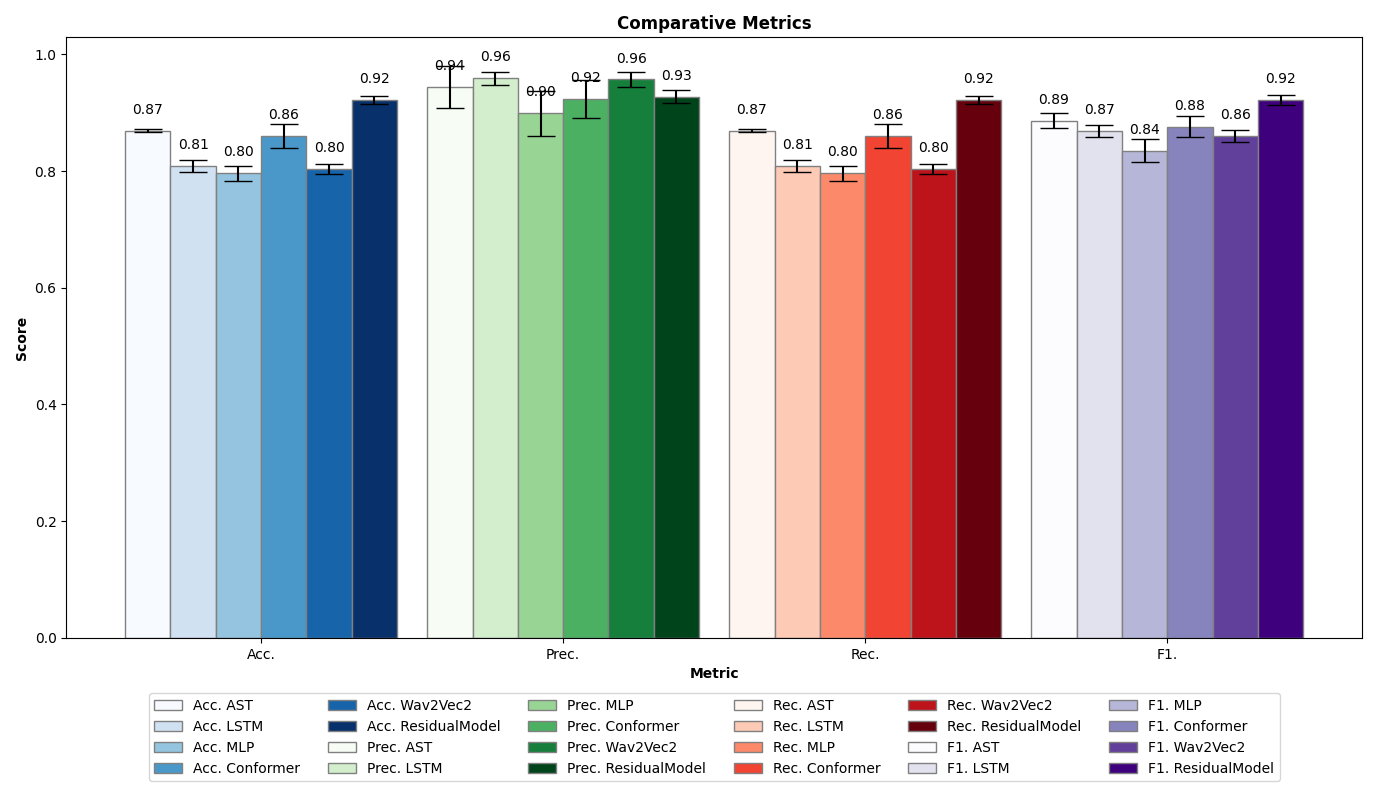 Comparative Metrics
1.0
0.8
0.6
0.4
0.2
0.0
Score
0.87
0.81
0.80
0.86
0.80
0.92
0.94
0.96
0.90
0.92
0.96
0.93
0.87
0.81
0.80
0.86
0.80
0.92
0.89
0.87
0.84
0.88
0.86
0.92
Acc.
Prec.
Rec.
F1.
Metric
Acc. AST
Acc. LSTM
Acc. MLP
Acc. Conformer
Acc. Wav2Vec2
Acc. ResidualModel
Prec. AST
Prec. LSTM
Prec. MLP
Prec. Conformer
Prec. Wav2Vec2
Prec. ResidualModel
Rec. AST
Rec. LSTM
Rec. MLP
Rec. Conformer
Rec. Wav2Vec2
Rec. ResidualModel
F1. AST
F1. LSTM
F1. MLP
F1. Conformer
F1. Wav2Vec2
F1. ResidualModel